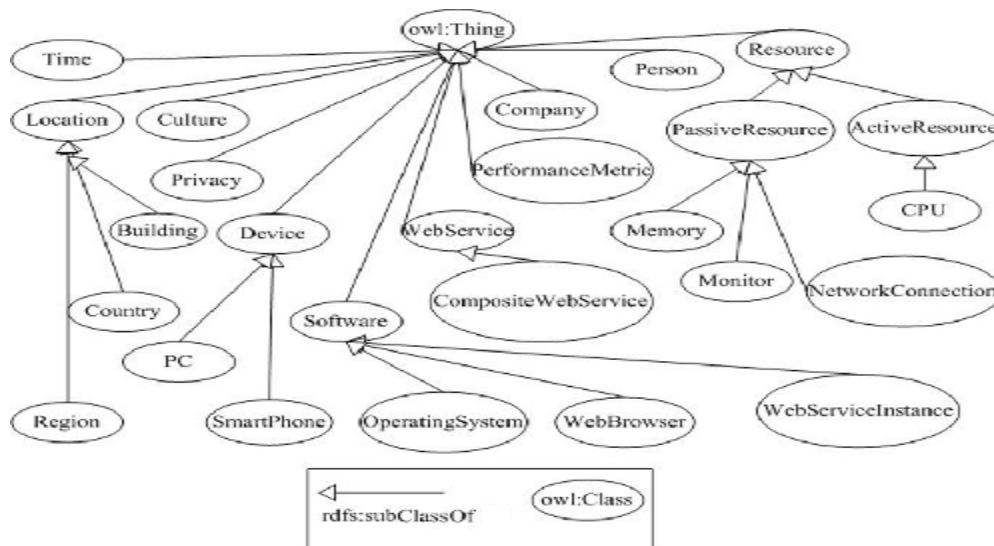 owl:Thing
Time
Person
Resource
Location
Culture
Company
PassiveResource
ActiveResource
Privacy
PerformanceMetric
Building
Device
WebService
Memory
CPU
Monitor
NetworkConnection
Country
Software
CompositeWebService
PC
Region
SmartPhone
OperatingSystem
WebBrowser
WebServiceInstance
rdfs:subClassOf
owl:Class